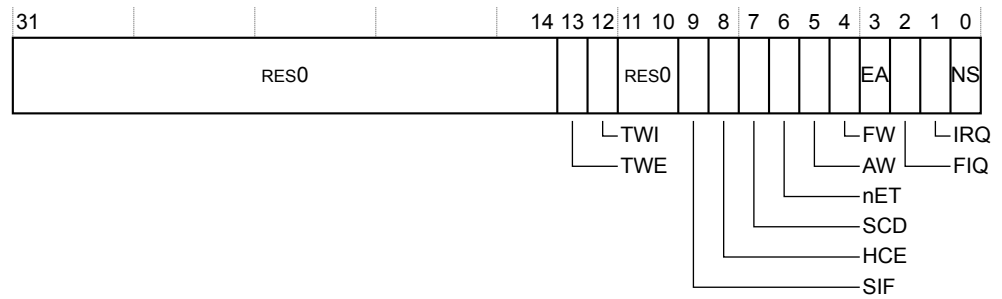 31 14 13 12 11 10 9 8 7 6 5 4 3 2 1 0
RES0 RES0 EA NS
TWI FW IRQ
TWE AW FIQ
nET
SCD
HCE
SIF